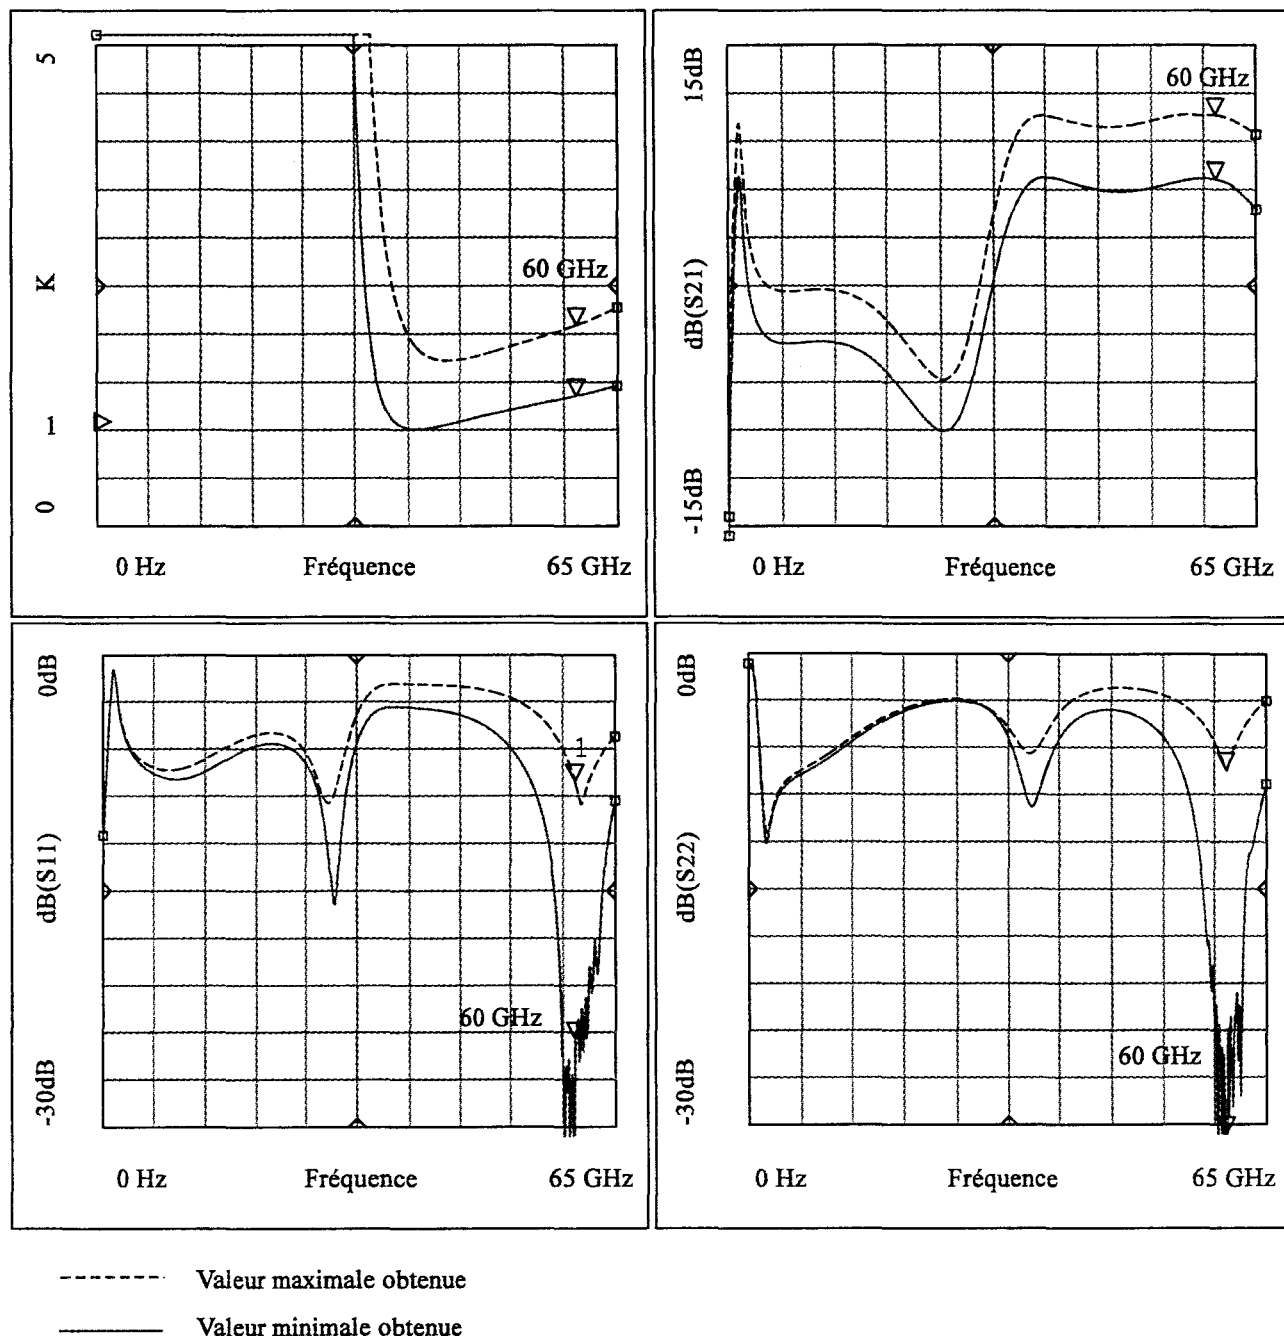 5
K
1
0
60 GHz
0 Hz Fréquence 65 GHz
15dB
dB(S21)
-15dB
60 GHz
0 Hz Fréquence 65 GHz
0dB
dB(S11)
-30dB
1
60 GHz
0 Hz Fréquence 65 GHz
0dB
dB(S22)
-30dB
60 GHz
0 Hz Fréquence 65 GHz
Valeur maximale obtenue
Valeur minimale obtenue